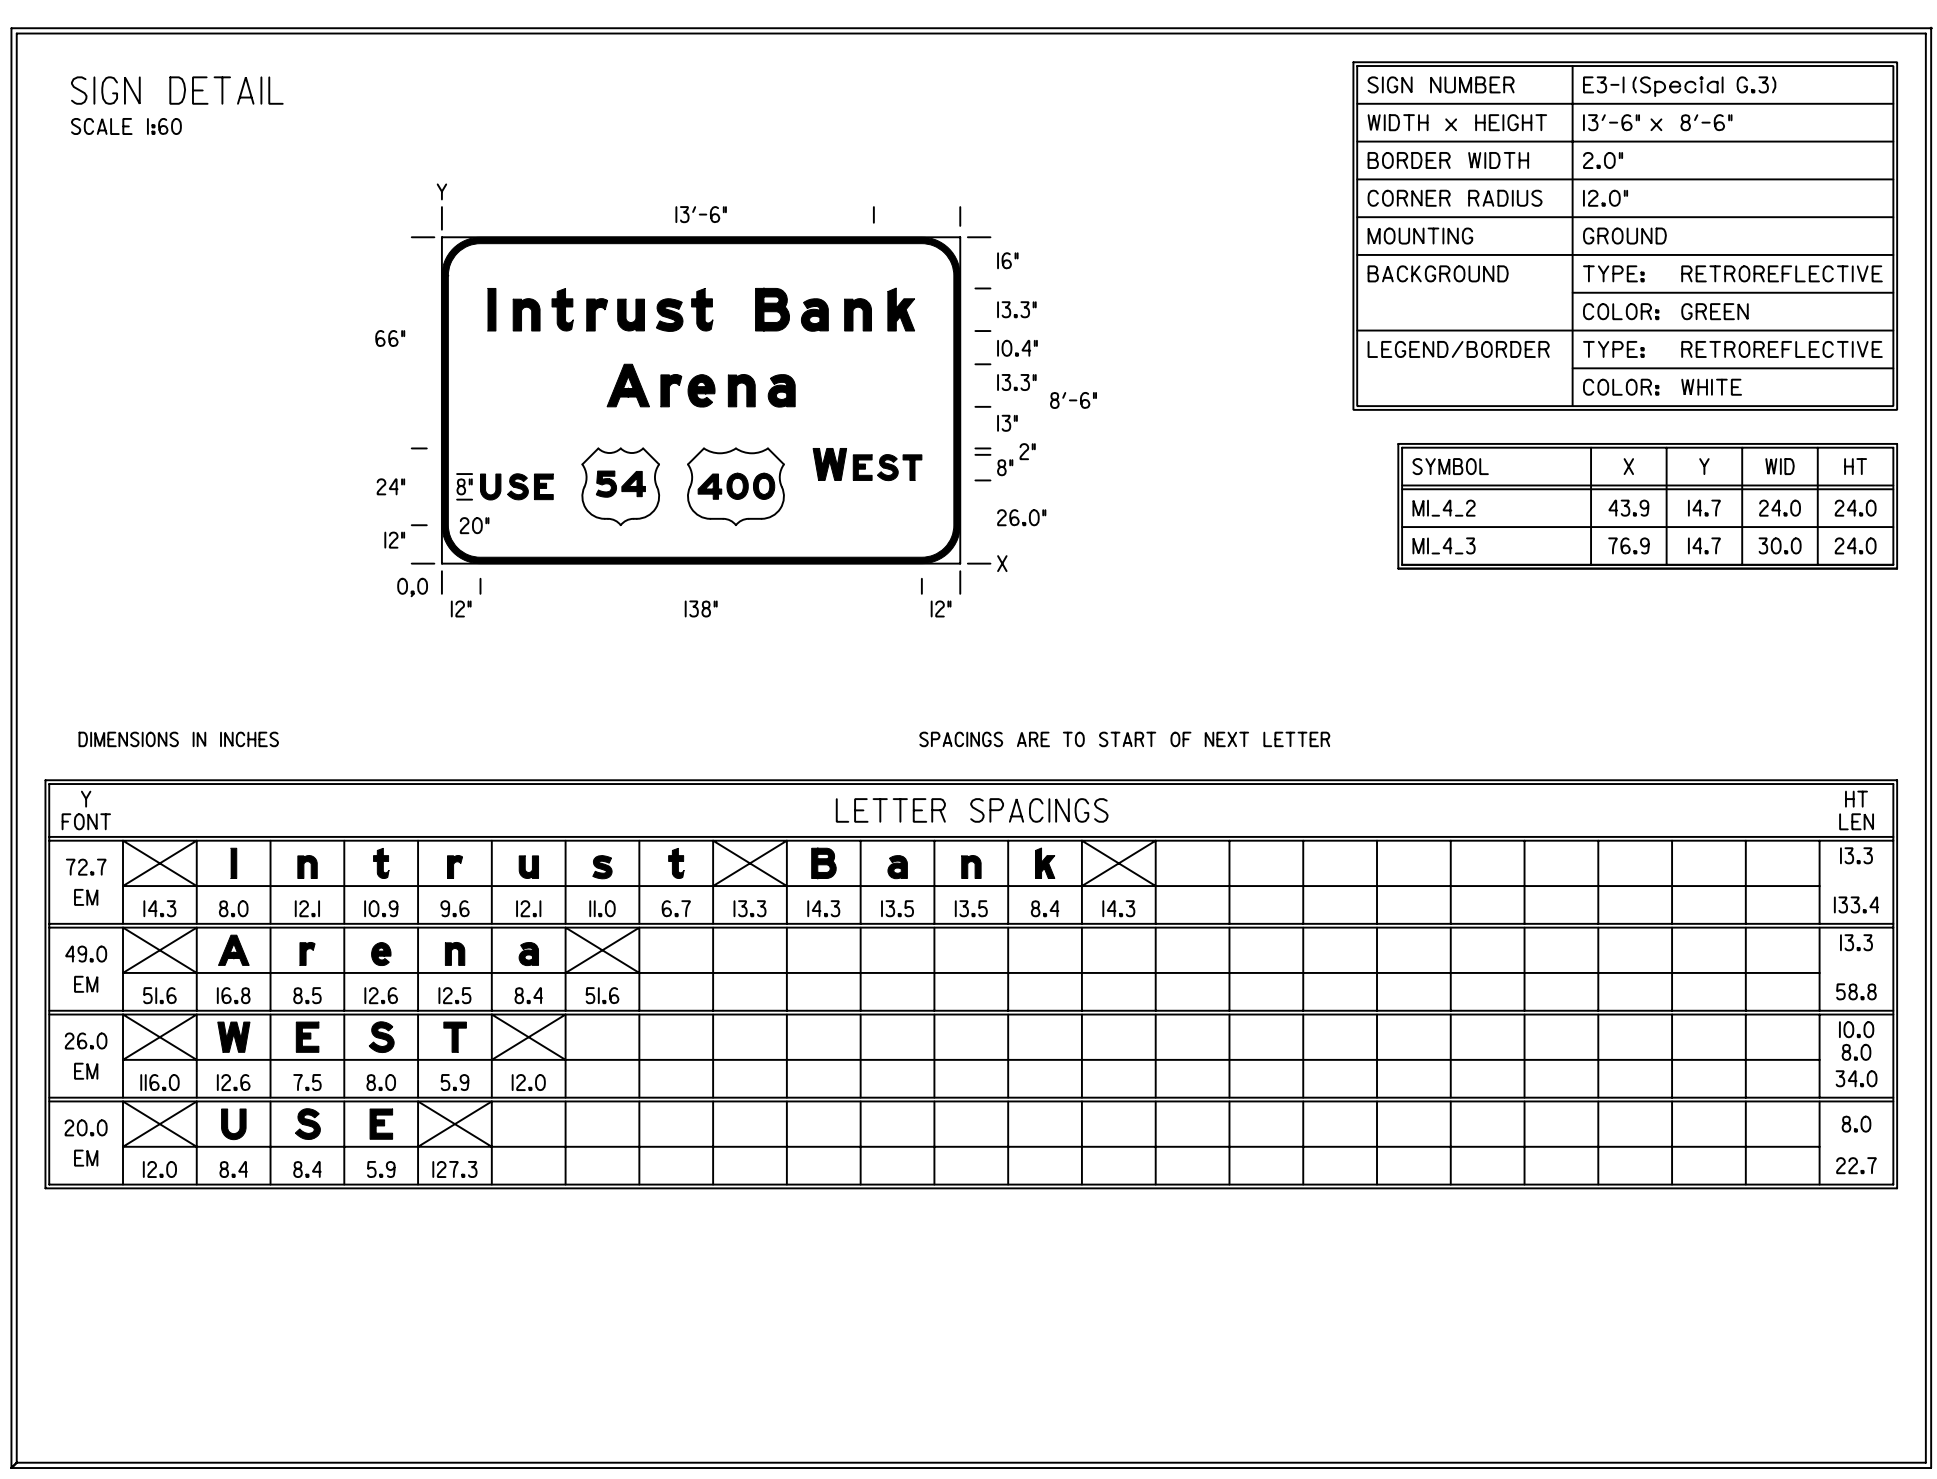 SIGN DETAIL
SCALE 1:60
SIGN NUMBER E3-1(Special G.3)
WIDTH x HEIGHT 13'-6" x 8'-6"
BORDER WIDTH 2.0"
CORNER RADIUS 12.0"
MOUNTING GROUND
BACKGROUND TYPE: RETROREFLECTIVE
COLOR: GREEN
LEGEND/BORDER TYPE: RETROREFLECTIVE
COLOR: WHITE
SYMBOL X Y WID HT
M1_4_2 43.9 14.7 24.0 24.0
M1_4_3 76.9 14.7 30.0 24.0
Y
13'-6"
16"
Intrust Bank
13.3"
66"
10.4"
Arena
13.3"
8'-6"
13"
2"
24" 8" USE 54 400 WEST 8"
20" 26.0"
12"
X
0,0
12" 138" 12"
DIMENSIONS IN INCHES SPACINGS ARE TO START OF NEXT LETTER
Y FONT LETTER SPACINGS HT LEN
72.7 I n t r u s t B a n k 13.3
EM 14.3 8.0 12.1 10.9 9.6 12.1 11.0 6.7 13.3 14.3 13.5 13.5 8.4 14.3 133.4
49.0 A r e n a 13.3
EM 51.6 16.8 8.5 12.6 12.5 8.4 51.6 58.8
26.0 W E S T 10.0
8.0
EM 116.0 12.6 7.5 8.0 5.9 12.0 34.0
20.0 U S E 8.0
EM 12.0 8.4 8.4 5.9 127.3 22.7